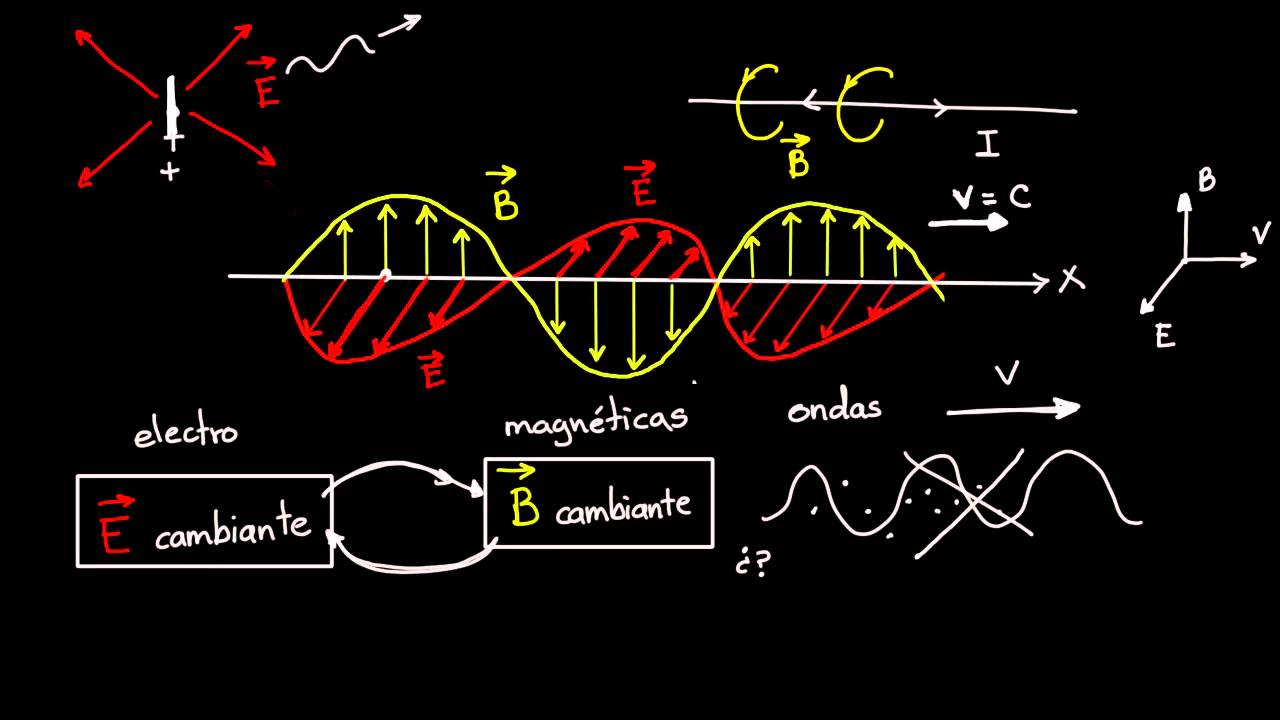 E
+
+
I
B
B
E
V = C
X
B
V
E
E
electro magnéticas ondas
V
E cambiante
B cambiante
¿?